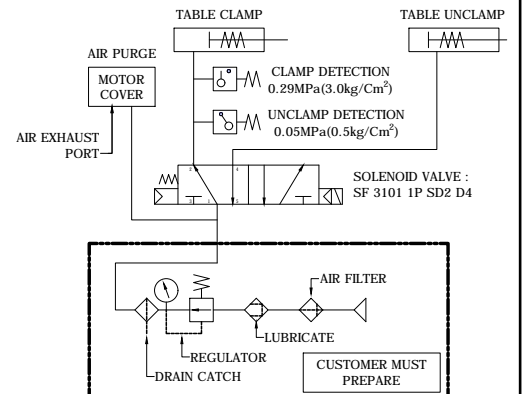 TABLE CLAMP
TABLE UNCLAMP
AIR PURGE
MOTOR
COVER
CLAMP DETECTION
0.29MPa(3.0kg/Cm²)
UNCLAMP DETECTION
0.05MPa(0.5kg/Cm²)
AIR EXHAUST
PORT
SOLENOID VALVE :
SF 3101 1P SD2 D4
AIR FILTER
LUBRICATE
REGULATOR
DRAIN CATCH
CUSTOMER MUST
PREPARE